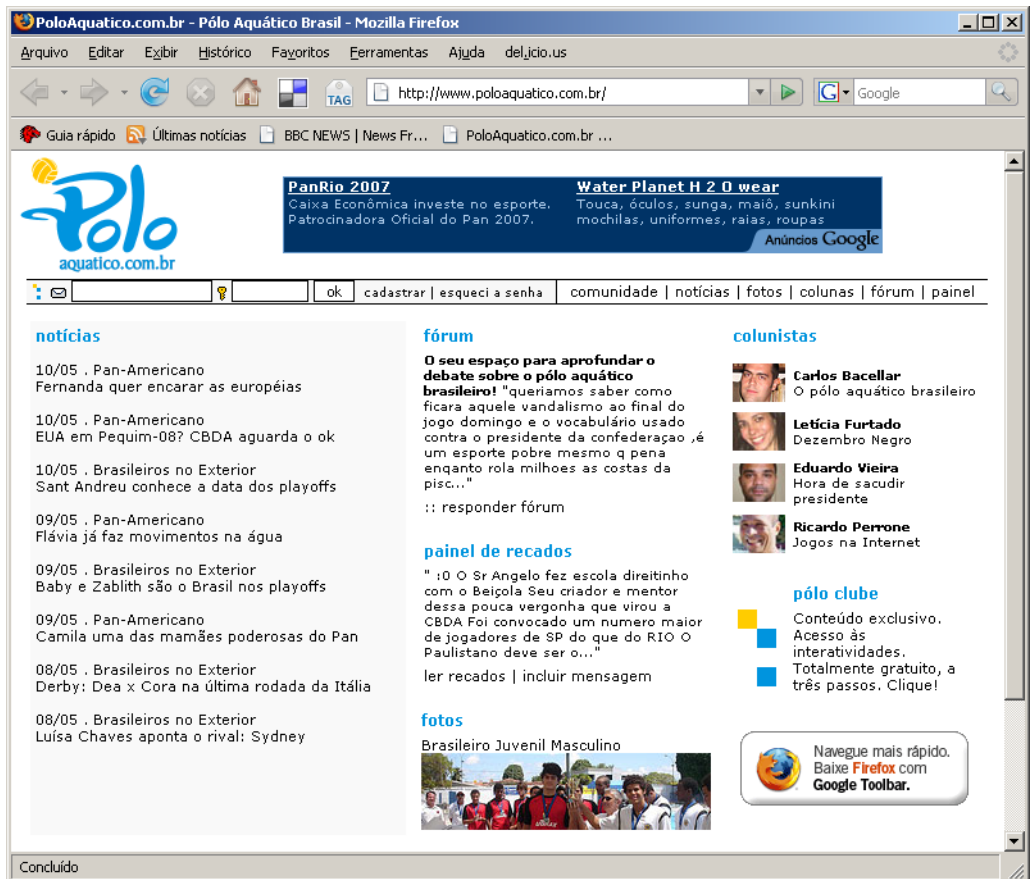 PoloAquatico.com.br - Pólo Aquático Brasil - Mozilla Firefox
Arquivo Editar Exibir Histórico Favoritos Ferramentas Ajuda del.icio.us
TAG http://www.poloaquatico.com.br/ G Google
Guia rápido Últimas notícias BBC NEWS | News Fr... PoloAquatico.com.br ...
Polo
aquatico.com.br
PanRio 2007
Caixa Econômica investe no esporte.
Patrocinadora Oficial do Pan 2007.
Water Planet H 2 O wear
Touca, óculos, sunga, maiô, sunkini
mochilas, uniformes, raias, roupas
Anúncios Google
ok cadastrar | esqueci a senha comunidade | notícias | fotos | colunas | fórum | painel
notícias
10/05 . Pan-Americano
Fernanda quer encarar as européias
10/05 . Pan-Americano
EUA em Pequim-08? CBDA aguarda o ok
10/05 . Brasileiros no Exterior
Sant Andreu conhece a data dos playoffs
09/05 . Pan-Americano
Flávia já faz movimentos na água
09/05 . Brasileiros no Exterior
Baby e Zablith são o Brasil nos playoffs
09/05 . Pan-Americano
Camila uma das mamães poderosas do Pan
08/05 . Brasileiros no Exterior
Derby: Dea x Cora na última rodada da Itália
08/05 . Brasileiros no Exterior
Luísa Chaves aponta o rival: Sydney
fórum
O seu espaço para aprofundar o
debate sobre o pólo aquático
brasileiro! "queriamos saber como
ficara aquele vandalismo ao final do
jogo domingo e o vocabulário usado
contra o presidente da confederaçao ,é
um esporte pobre mesmo q pena
enqanto rola milhoes as costas da
pisc..."
:: responder fórum
painel de recados
" :0 O Sr Angelo fez escola direitinho
com o Beiçola Seu criador e mentor
dessa pouca vergonha que virou a
CBDA Foi convocado um numero maior
de jogadores de SP do que do RIO O
Paulistano deve ser o..."
ler recados | incluir mensagem
fotos
Brasileiro Juvenil Masculino
colunistas
Carlos Bacellar
O pólo aquático brasileiro
Letícia Furtado
Dezembro Negro
Eduardo Vieira
Hora de sacudir
presidente
Ricardo Perrone
Jogos na Internet
pólo clube
Conteúdo exclusivo.
Acesso às
interatividades.
Totalmente gratuito, a
três passos. Clique!
Navegue mais rápido.
Baixe Firefox com
Google Toolbar.
Concluído